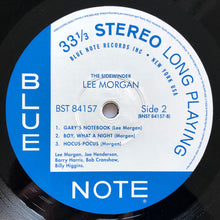 33⅓ STEREO LONG PLAYING
BLUE NOTE RECORDS INC · NEW YORK USA
THE SIDEWINDER
LEE MORGAN
BST 84157 Side 2
(BNST 84157-B)
1. GARY'S NOTEBOOK (Lee Morgan)
2. BOY, WHAT A NIGHT (Morgan)
3. HOCUS-POCUS (Morgan)
Lee Morgan, Joe Henderson,
Barry Harris, Bob Cranshaw,
Billy Higgins.
BLUE
NOTE